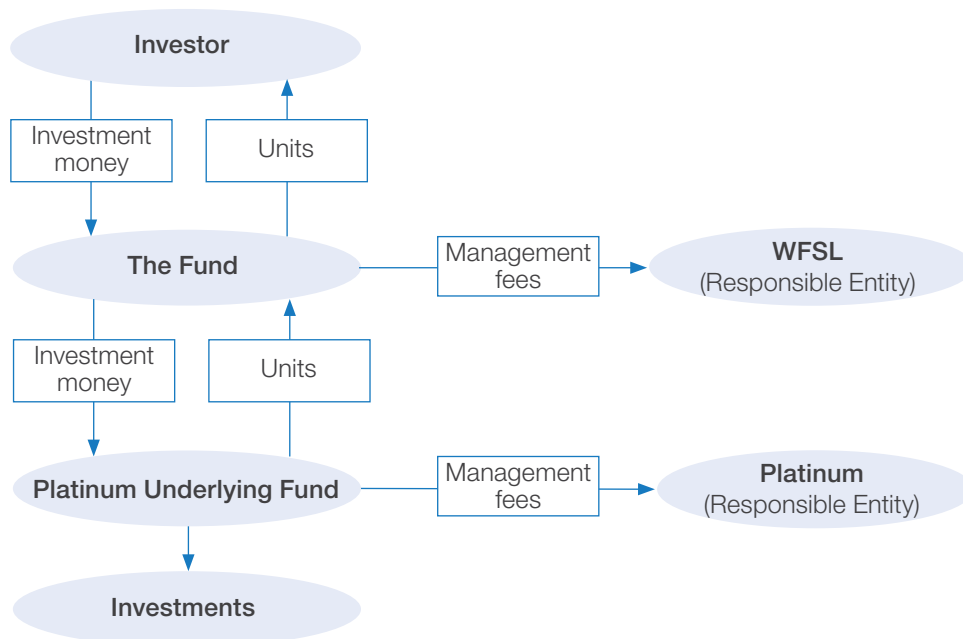 Investor
Investment
money
Units
The Fund
Management
fees
WFSL
(Responsible Entity)
Investment
money
Units
Platinum Underlying Fund
Management
fees
Platinum
(Responsible Entity)
Investments